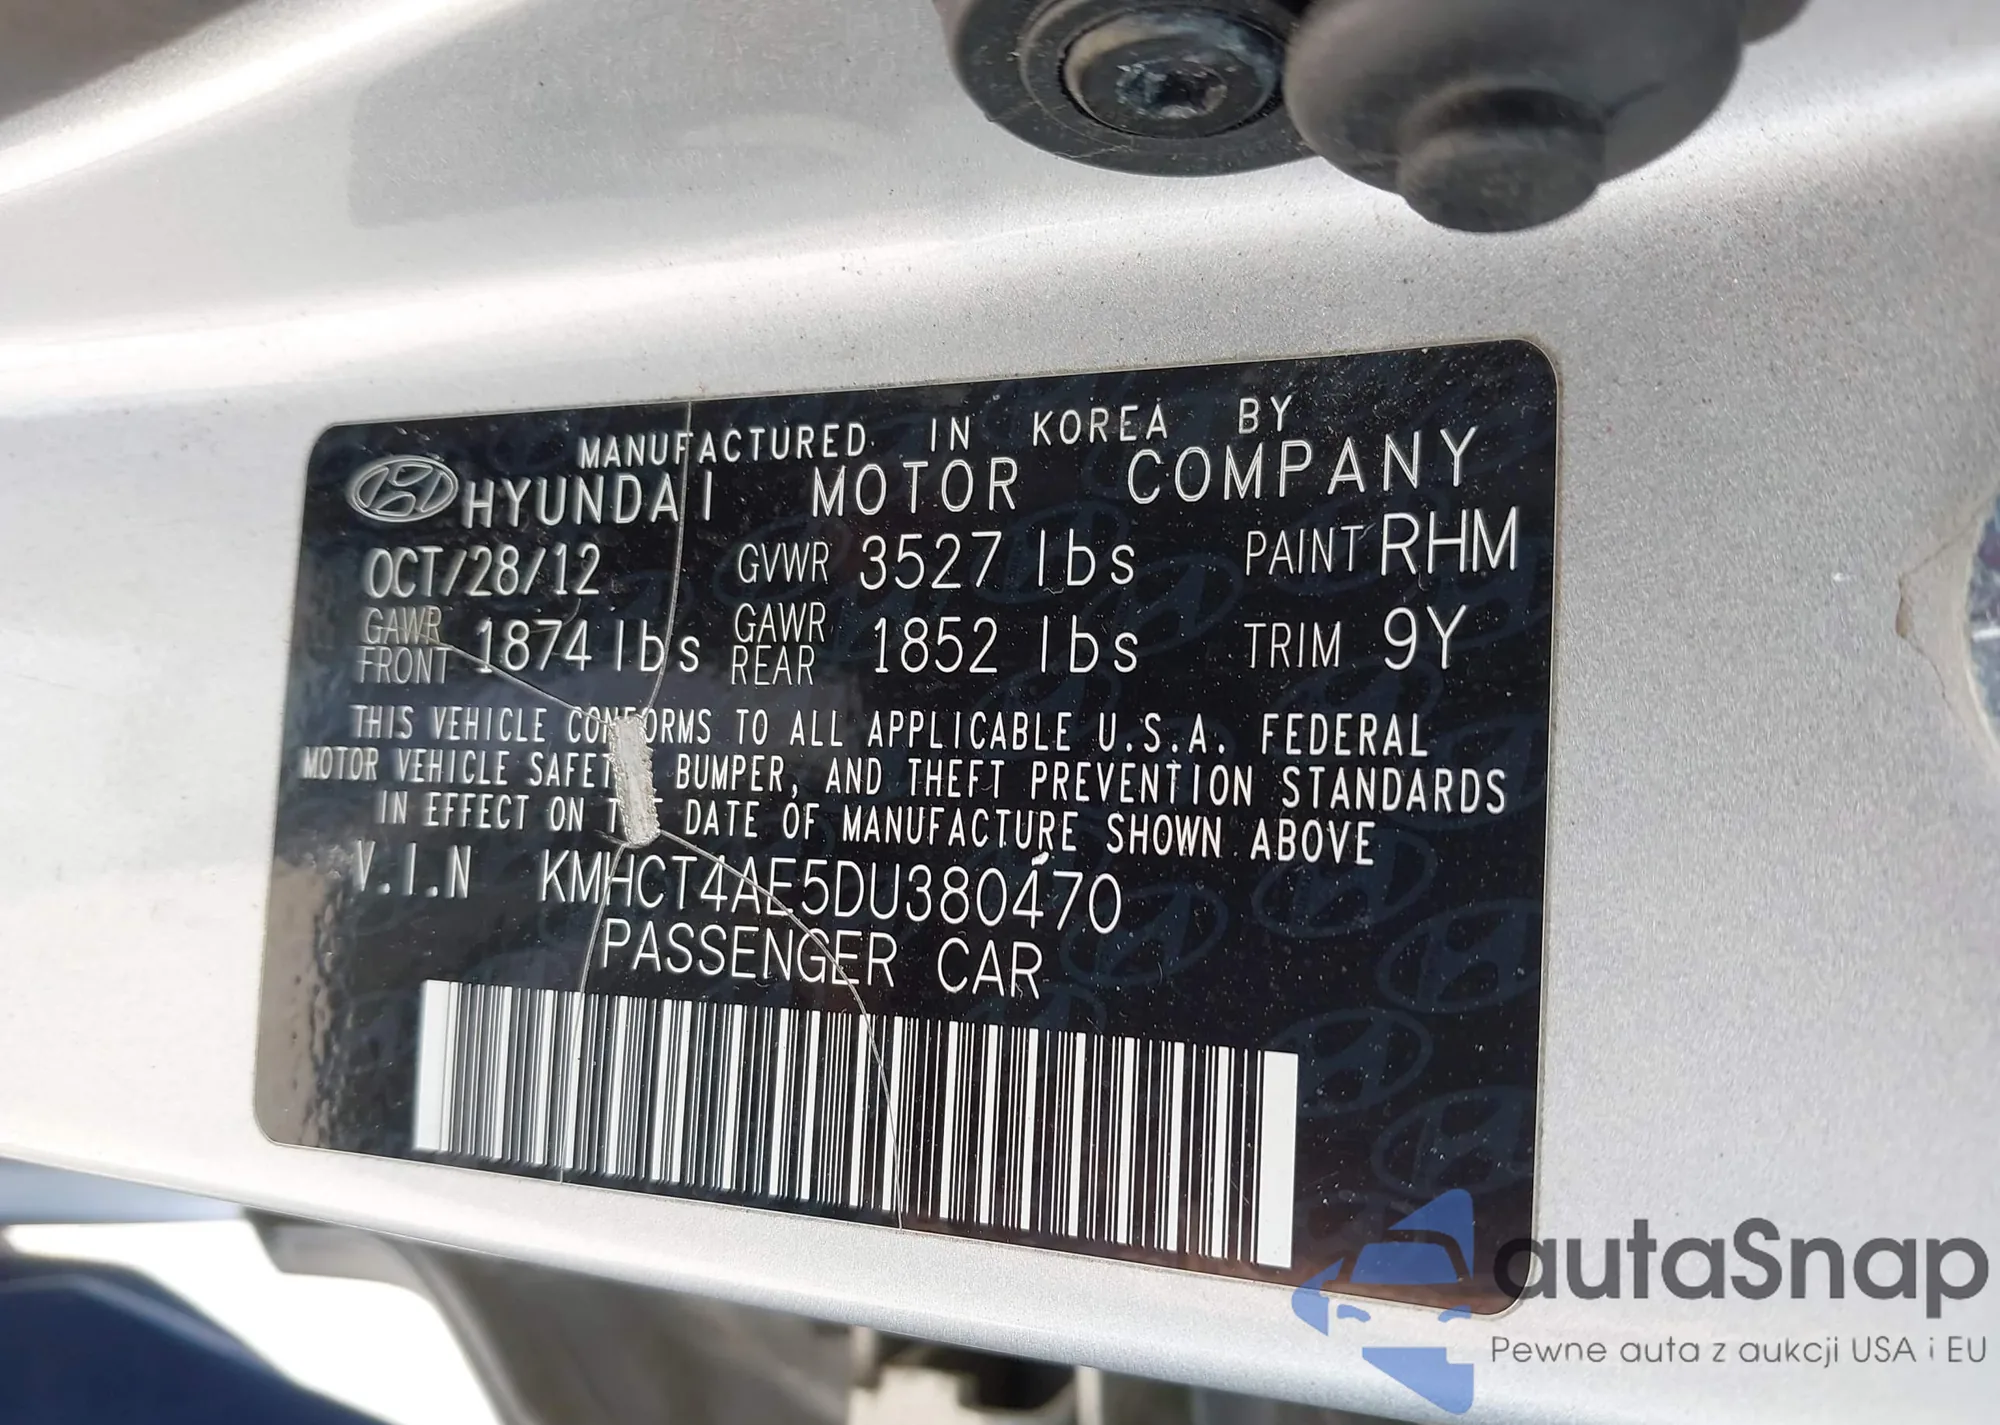 MANUFACTURED IN KOREA BY
HYUNDAI MOTOR COMPANY
OCT/28/12 GVWR 3527 lbs PAINT RHM
GAWR FRONT 1874 lbs GAWR REAR 1852 lbs TRIM 9Y
THIS VEHICLE CONFORMS TO ALL APPLICABLE U.S.A. FEDERAL
MOTOR VEHICLE SAFETY BUMPER, AND THEFT PREVENTION STANDARDS
IN EFFECT ON THE DATE OF MANUFACTURE SHOWN ABOVE
V.I.N KMHCT4AE5DU380470
PASSENGER CAR
autaSnap
Pewne auta z aukcji USA i EU